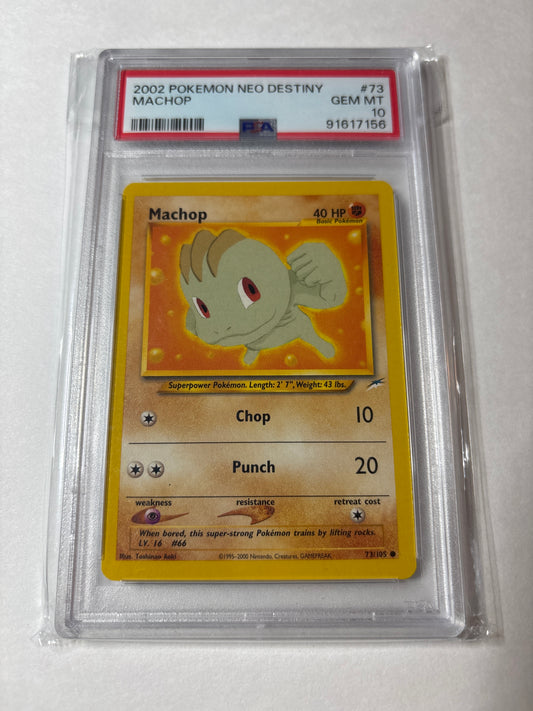 2002 POKEMON NEO DESTINY #73
MACHOP GEM MT
10
PSA 91617156
Machop 40 HP
Basic Pokémon
Superpower Pokémon. Length: 2' 7", Weight: 43 lbs.
Chop 10
Punch 20
weakness resistance retreat cost
When bored, this super-strong Pokémon trains by lifting rocks.
LV. 16 #66
Illus. Toshinao Aoki ©1995-2000 Nintendo, Creatures, GAMEFREAK. 73/105